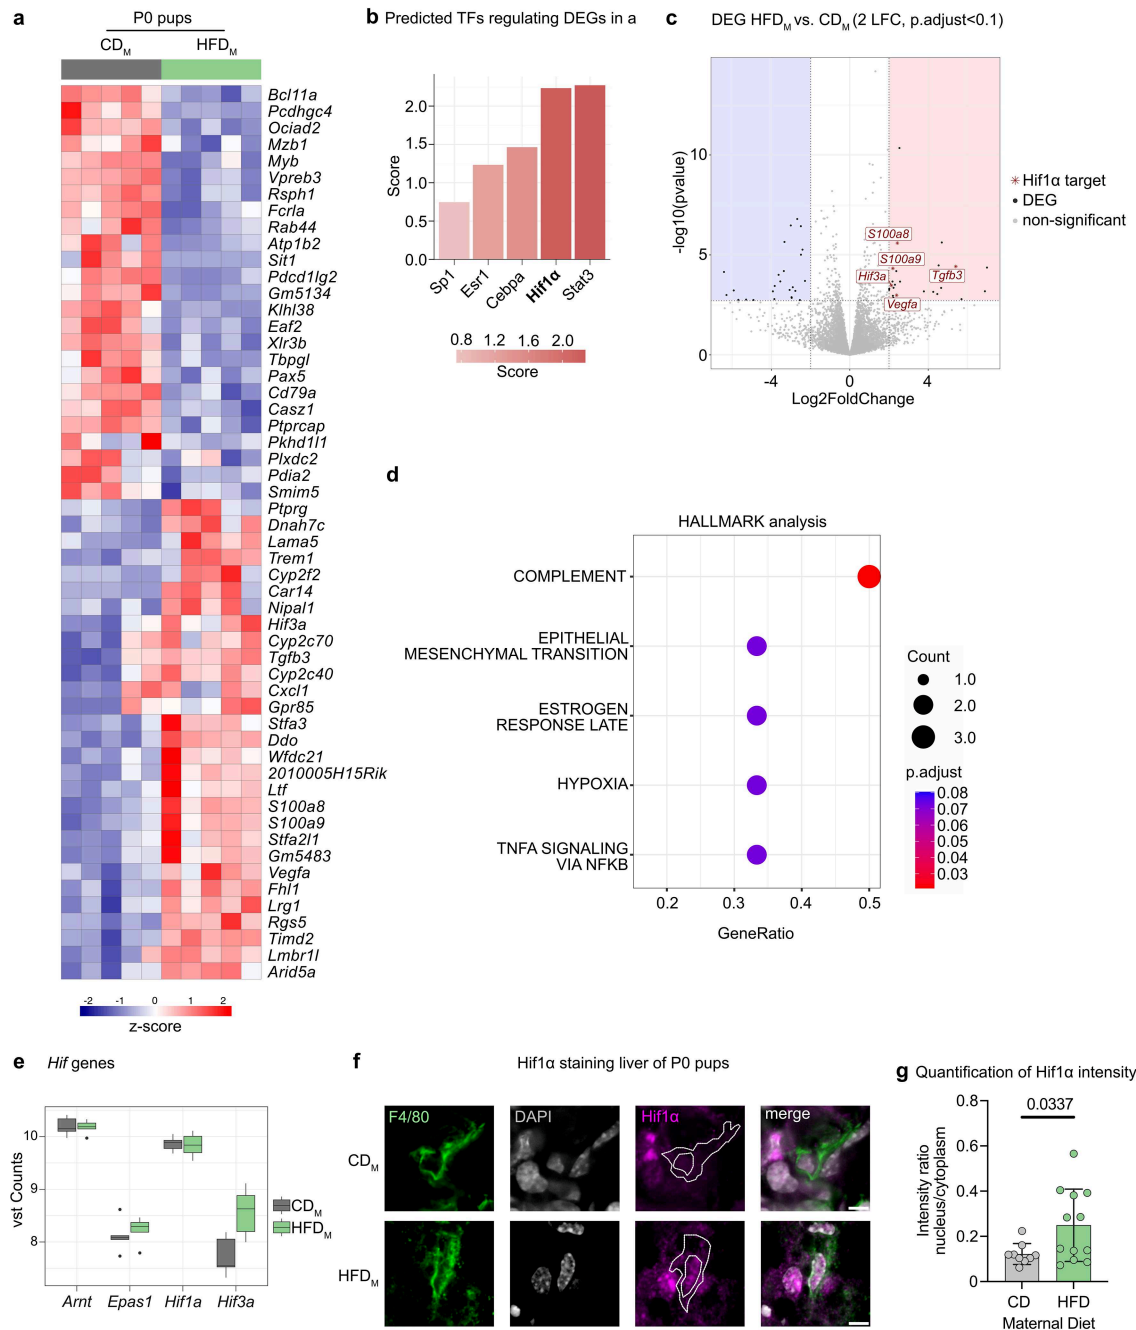 a
P0 pups
CD_M
HFD_M
Bcl11a
Pcdhgc4
Ociad2
Mzb1
Myb
Vpreb3
Rsph1
Fcrla
Rab44
Atp1b2
Sit1
Pdcd1lg2
Gm5134
Klhl38
Eaf2
Xlr3b
Tbpgl
Pax5
Cd79a
Casz1
Ptprcap
Pkhd1l1
Plxdc2
Pdia2
Smim5
Ptprg
Dnah7c
Lama5
Trem1
Cyp2f2
Car14
Nipal1
Hif3a
Cyp2c70
Tgfb3
Cyp2c40
Cxcl1
Gpr85
Stfa3
Ddo
Wfdc21
2010005H15Rik
Ltf
S100a8
S100a9
Stfa2l1
Gm5483
Vegfa
Fhl1
Lrg1
Rgs5
Timd2
Lmbr1l
Arid5a
-2 -1 0 1 2
z-score
b Predicted TFs regulating DEGs in a
Score
2.0
1.5
1.0
0.5
0.0
Sp1
Esr1
Cebpa
Hif1α
Stat3
0.8 1.2 1.6 2.0
Score
c DEG HFD_M vs. CD_M (2 LFC, p.adjust<0.1)
-log10(pvalue)
10
5
0
S100a8
S100a9
Hif3a
Tgfb3
Vegfa
-4 0 4
Log2FoldChange
Hif1α target
DEG
non-significant
d
HALLMARK analysis
COMPLEMENT
EPITHELIAL
MESENCHYMAL TRANSITION
ESTROGEN
RESPONSE LATE
HYPOXIA
TNFA SIGNALING
VIA NFKB
0.2 0.3 0.4 0.5
GeneRatio
Count
1.0
2.0
3.0
p.adjust
0.08
0.06
0.05
0.04
0.03
e Hif genes
vst Counts
10
9
8
Arnt Epas1 Hif1a Hif3a
CD_M
HFD_M
f Hif1α staining liver of P0 pups
F4/80
DAPI
Hif1α
merge
CD_M
HFD_M
g Quantification of Hif1α intensity
Intensity ratio
nucleus/cytoplasm
0.8
0.6
0.4
0.2
0
0.0337
CD HFD
Maternal Diet